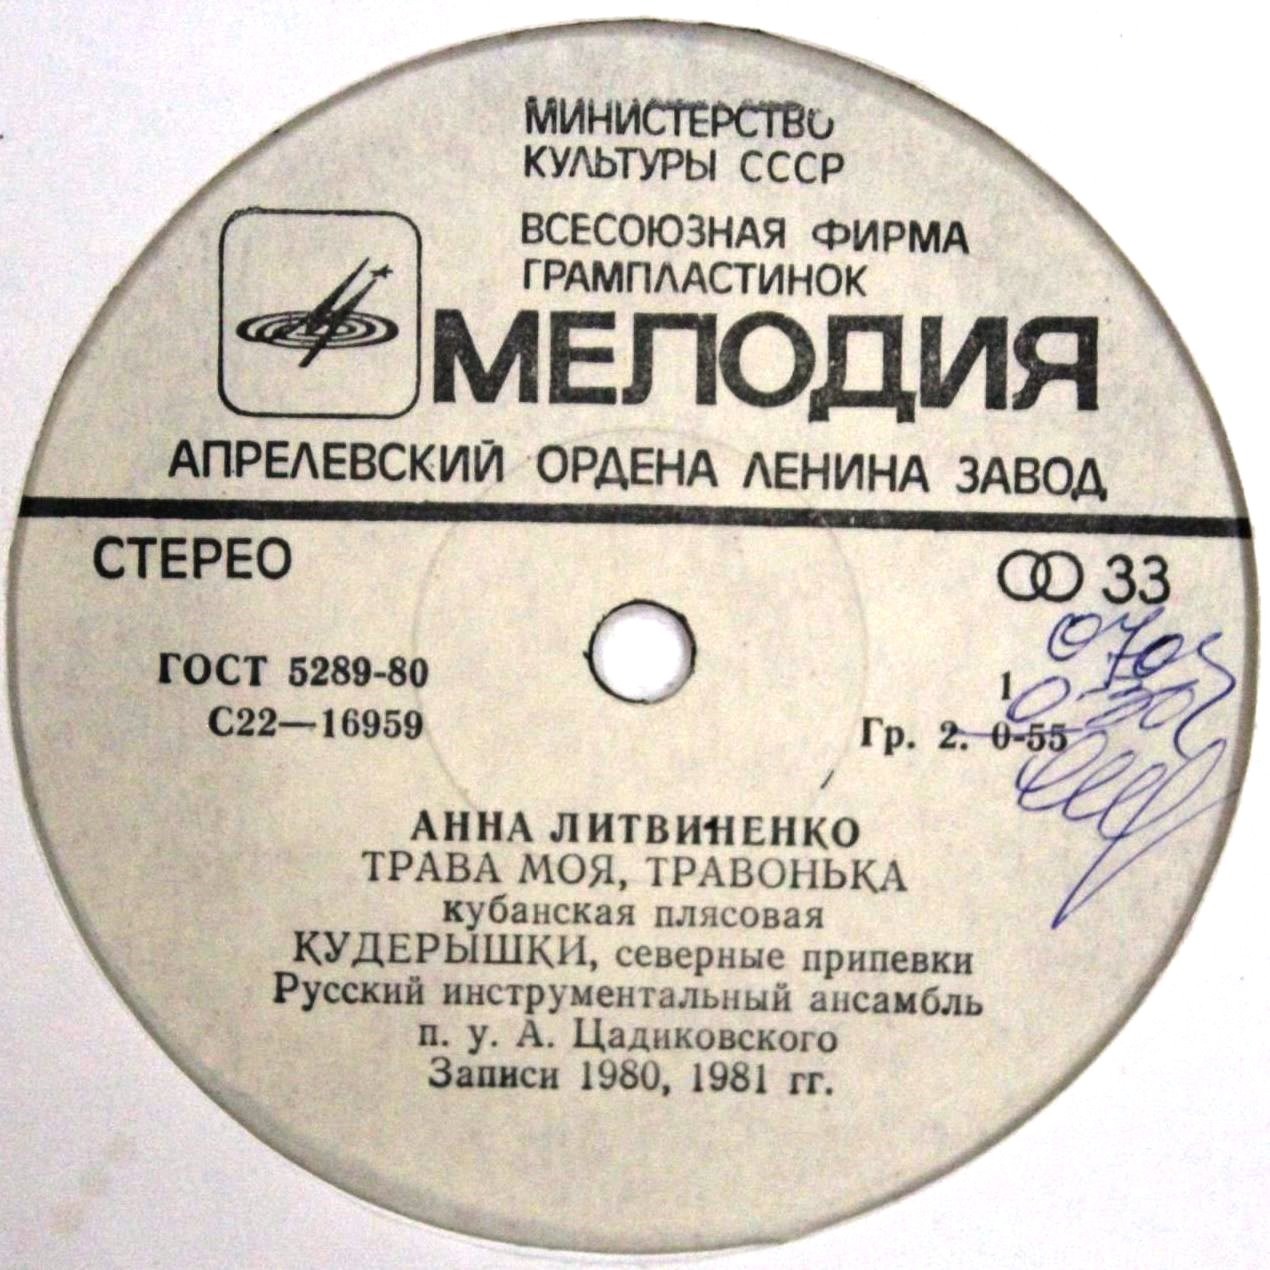 МИНИСТЕРСТВО
КУЛЬТУРЫ СССР
ВСЕСОЮЗНАЯ ФИРМА
ГРАМПЛАСТИНОК
МЕЛОДИЯ
АПРЕЛЕВСКИЙ ОРДЕНА ЛЕНИНА ЗАВОД
СТЕРЕО
33
ГОСТ 5289-80
1
С22—16959
Гр. 2. 0-55
АННА ЛИТВИНЕНКО
ТРАВА МОЯ, ТРАВОНЬКА
кубанская плясовая
КУДЕРЫШКИ, северные припевки
Русский инструментальный ансамбль
п. у. А. Цадиковского
Записи 1980, 1981 гг.